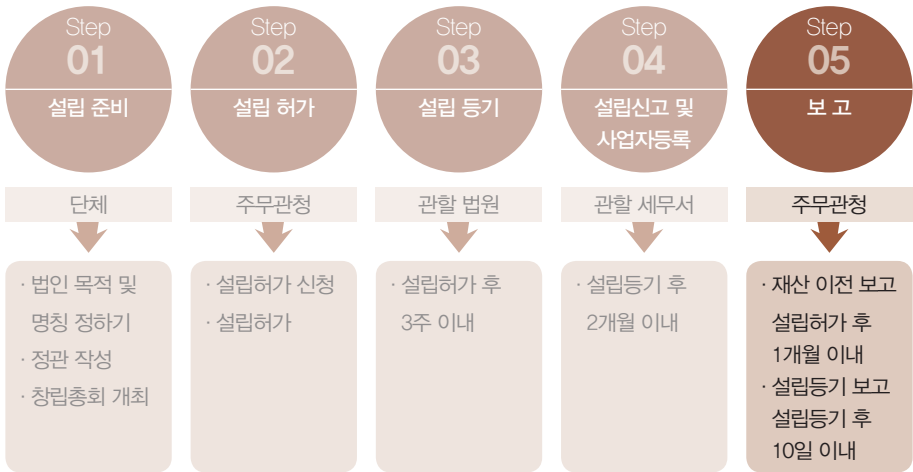 Step
01
설립 준비
단체
· 법인 목적 및
명칭 정하기
· 정관 작성
· 창립총회 개최
Step
02
설립 허가
주무관청
· 설립허가 신청
· 설립허가
Step
03
설립 등기
관할 법원
· 설립허가 후
3주 이내
Step
04
설립신고 및
사업자등록
관할 세무서
· 설립등기 후
2개월 이내
Step
05
보 고
주무관청
· 재산 이전 보고
설립허가 후
1개월 이내
· 설립등기 보고
설립등기 후
10일 이내